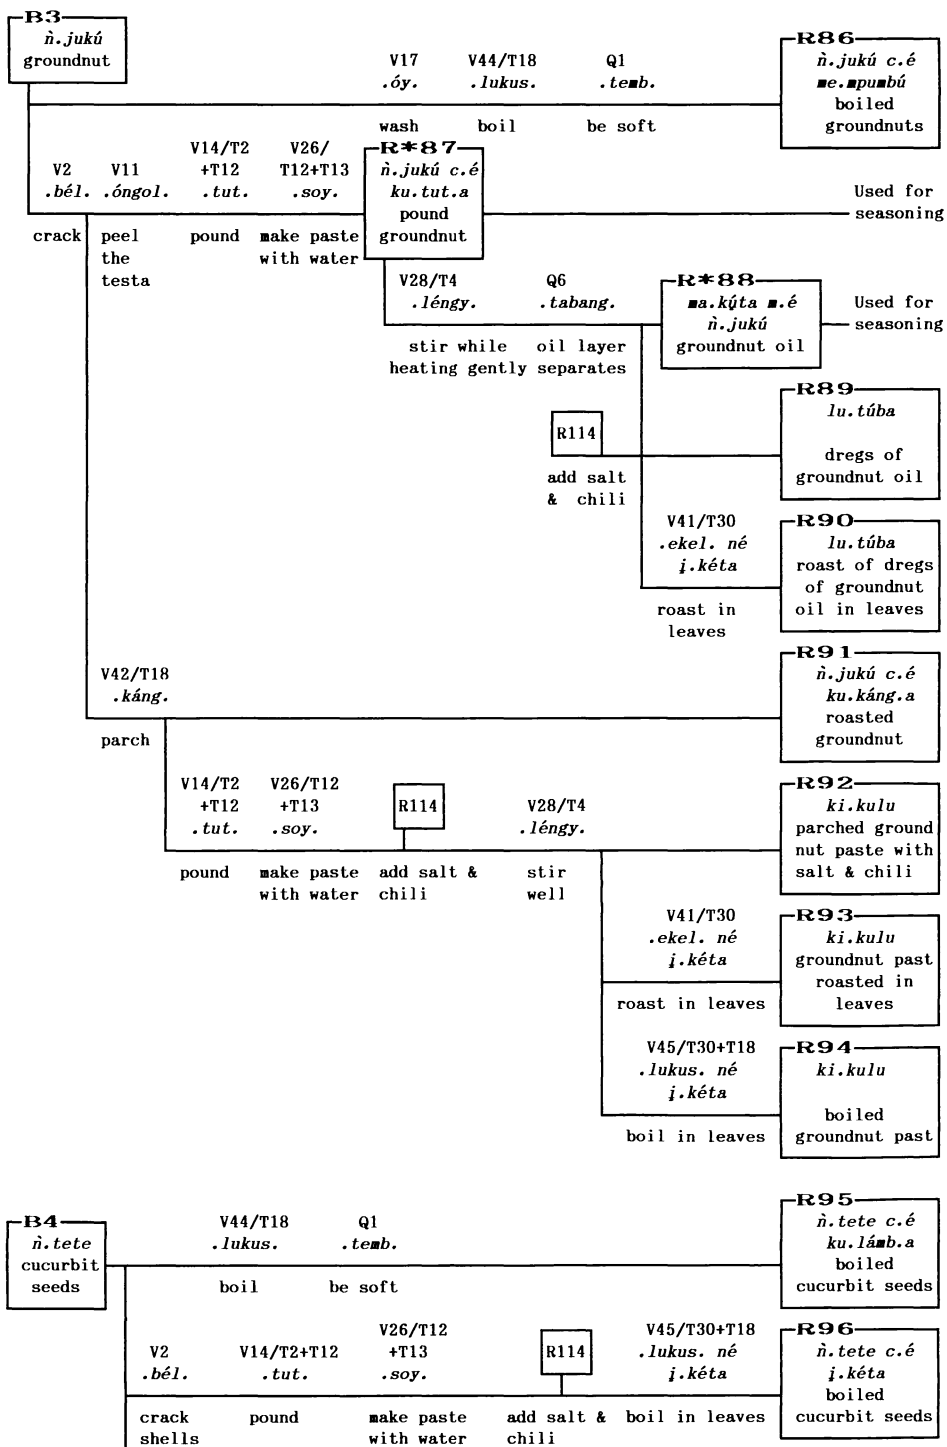 B3
ǹ.jukú
groundnut
V17 V44/T18 Q1
.óy. .lukus. .temb.
wash boil be soft
R86
ǹ.jukú c.é
me.mpumbú
boiled
groundnuts
V2 V11 V14/T2 +T12 V26/ T12+T13
.bél. .óngol. .tut. .soy.
crack peel the testa pound make paste with water
R*87
ǹ.jukú c.é
ku.tut.a
pound
groundnut
Used for
seasoning
V28/T4 Q6
.léngy. .tabang.
stir while oil layer
heating gently separates
R*88
ma.kúta m.é
ǹ.jukú
groundnut oil
Used for
seasoning
R114
add salt
& chili
R89
lu.túba
dregs of
groundnut oil
V41/T30
.ekel. né
i̧.kéta
roast in
leaves
R90
lu.túba
roast of dregs
of groundnut
oil in leaves
V42/T18
.káng.
parch
R91
ǹ.jukú c.é
ku.káng.a
roasted
groundnut
V14/T2 V26/T12
+T12 +T13
.tut. .soy.
R114
V28/T4
.léngy.
pound make paste add salt & stir
with water chili well
R92
ki.kulu
parched ground
nut paste with
salt & chili
V41/T30
.ekel. né
i̧.kéta
roast in leaves
R93
ki.kulu
groundnut past
roasted in
leaves
V45/T30+T18
.lukus. né
i̧.kéta
boil in leaves
R94
ki.kulu
boiled
groundnut past
B4
ǹ.tete
cucurbit
seeds
V44/T18 Q1
.lukus. .temb.
boil be soft
R95
ǹ.tete c.é
ku.lámb.a
boiled
cucurbit seeds
V2 V14/T2+T12 V26/T12 +T13
.bél. .tut. .soy.
R114
V45/T30+T18
.lukus. né
i̧.kéta
crack pound make paste add salt & boil in leaves
shells with water chili
R96
ǹ.tete c.é
i̧.kéta
boiled
cucurbit seeds